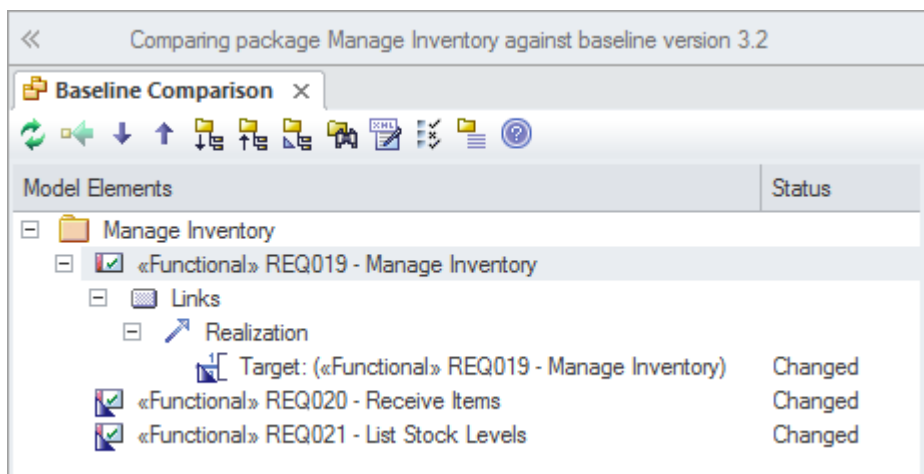 Comparing package Manage Inventory against baseline version 3.2
Baseline Comparison
Model Elements Status
Manage Inventory
«Functional» REQ019 - Manage Inventory
Links
Realization
Target: («Functional» REQ019 - Manage Inventory) Changed
«Functional» REQ020 - Receive Items Changed
«Functional» REQ021 - List Stock Levels Changed